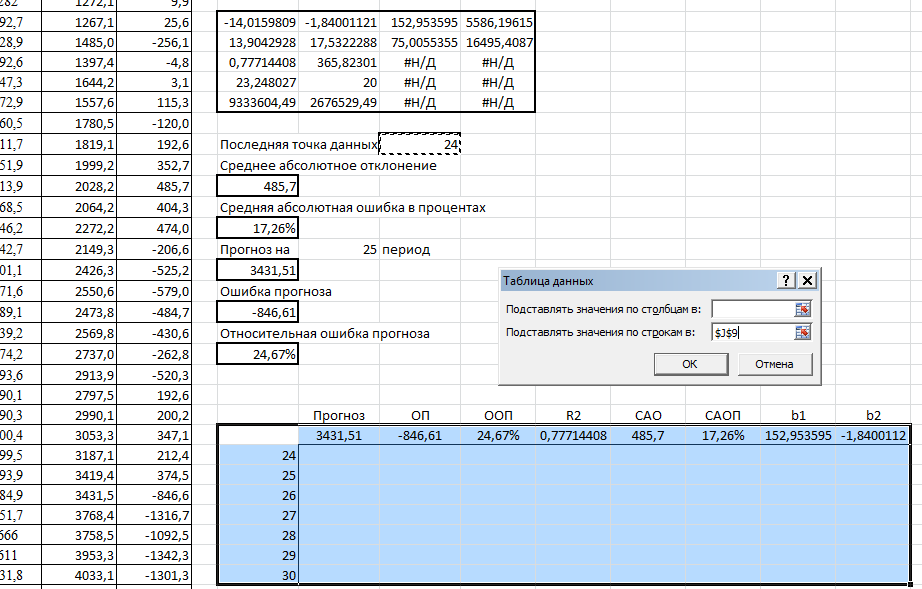 282 1272,1 9,9
92,7 1267,1 25,6 -14,0159809 -1,84001121 152,953595 5586,19615
28,9 1485,0 -256,1 13,9042928 17,5322288 75,0055355 16495,4087
92,6 1397,4 -4,8 0,77714408 365,82301 #Н/Д #Н/Д
47,3 1644,2 3,1 23,248027 20 #Н/Д #Н/Д
72,9 1557,6 115,3 9333604,49 2676529,49 #Н/Д #Н/Д
60,5 1780,5 -120,0
11,7 1819,1 192,6 Последняя точка данных 24
51,9 1999,2 352,7 Среднее абсолютное отклонение
13,9 2028,2 485,7 485,7
68,5 2064,2 404,3 Средняя абсолютная ошибка в процентах
46,2 2272,2 474,0 17,26%
42,7 2149,3 -206,6 Прогноз на 25 период
01,1 2426,3 -525,2 3431,51
71,6 2550,6 -579,0 Ошибка прогноза
89,1 2473,8 -484,7 -846,61
39,2 2569,8 -430,6 Относительная ошибка прогноза
74,2 2737,0 -262,8 24,67%
Таблица данных
Подставлять значения по столбцам в:
Подставлять значения по строкам в: $J$9
ОК Отмена
93,6 2913,9 -520,3
90,1 2797,5 192,6
90,3 2990,1 200,2 Прогноз ОП ООП R2 САО САОП b1 b2
00,4 3053,3 347,1 3431,51 -846,61 24,67% 0,77714408 485,7 17,26% 152,953595 -1,8400112
99,5 3187,1 212,4 24
93,9 3419,4 374,5 25
84,9 3431,5 -846,6 26
51,7 3768,4 -1316,7 27
666 3758,5 -1092,5 28
611 3953,3 -1342,3 29
31,8 4033,1 -1301,3 30